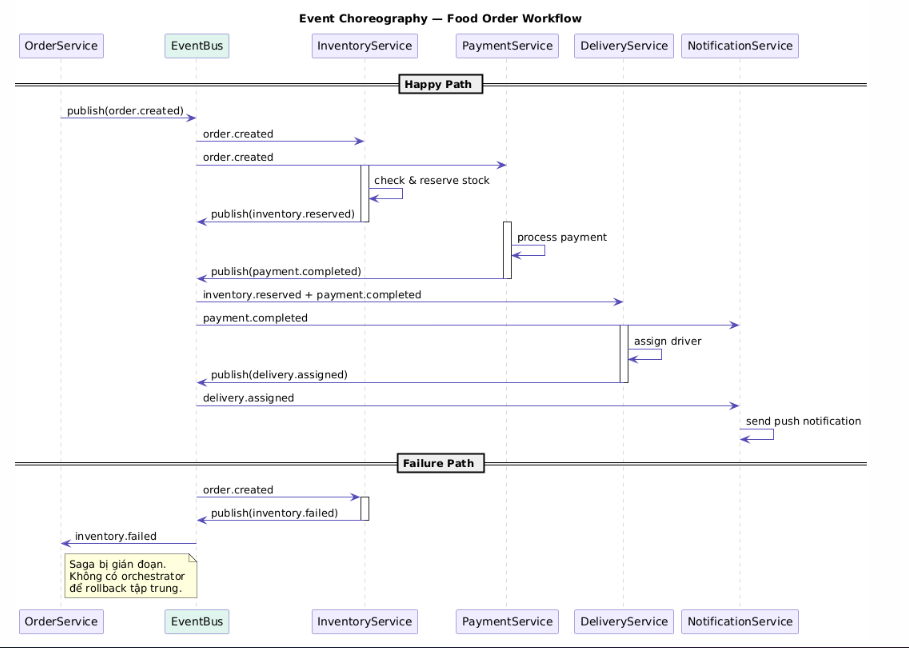 Event Choreography — Food Order Workflow
OrderService EventBus InventoryService PaymentService DeliveryService NotificationService
Happy Path
publish(order.created)
order.created
order.created
check & reserve stock
publish(inventory.reserved)
process payment
publish(payment.completed)
inventory.reserved + payment.completed
payment.completed
assign driver
publish(delivery.assigned)
delivery.assigned
send push notification
Failure Path
order.created
publish(inventory.failed)
inventory.failed
Saga bị gián đoạn.
Không có orchestrator
để rollback tập trung.
OrderService EventBus InventoryService PaymentService DeliveryService NotificationService